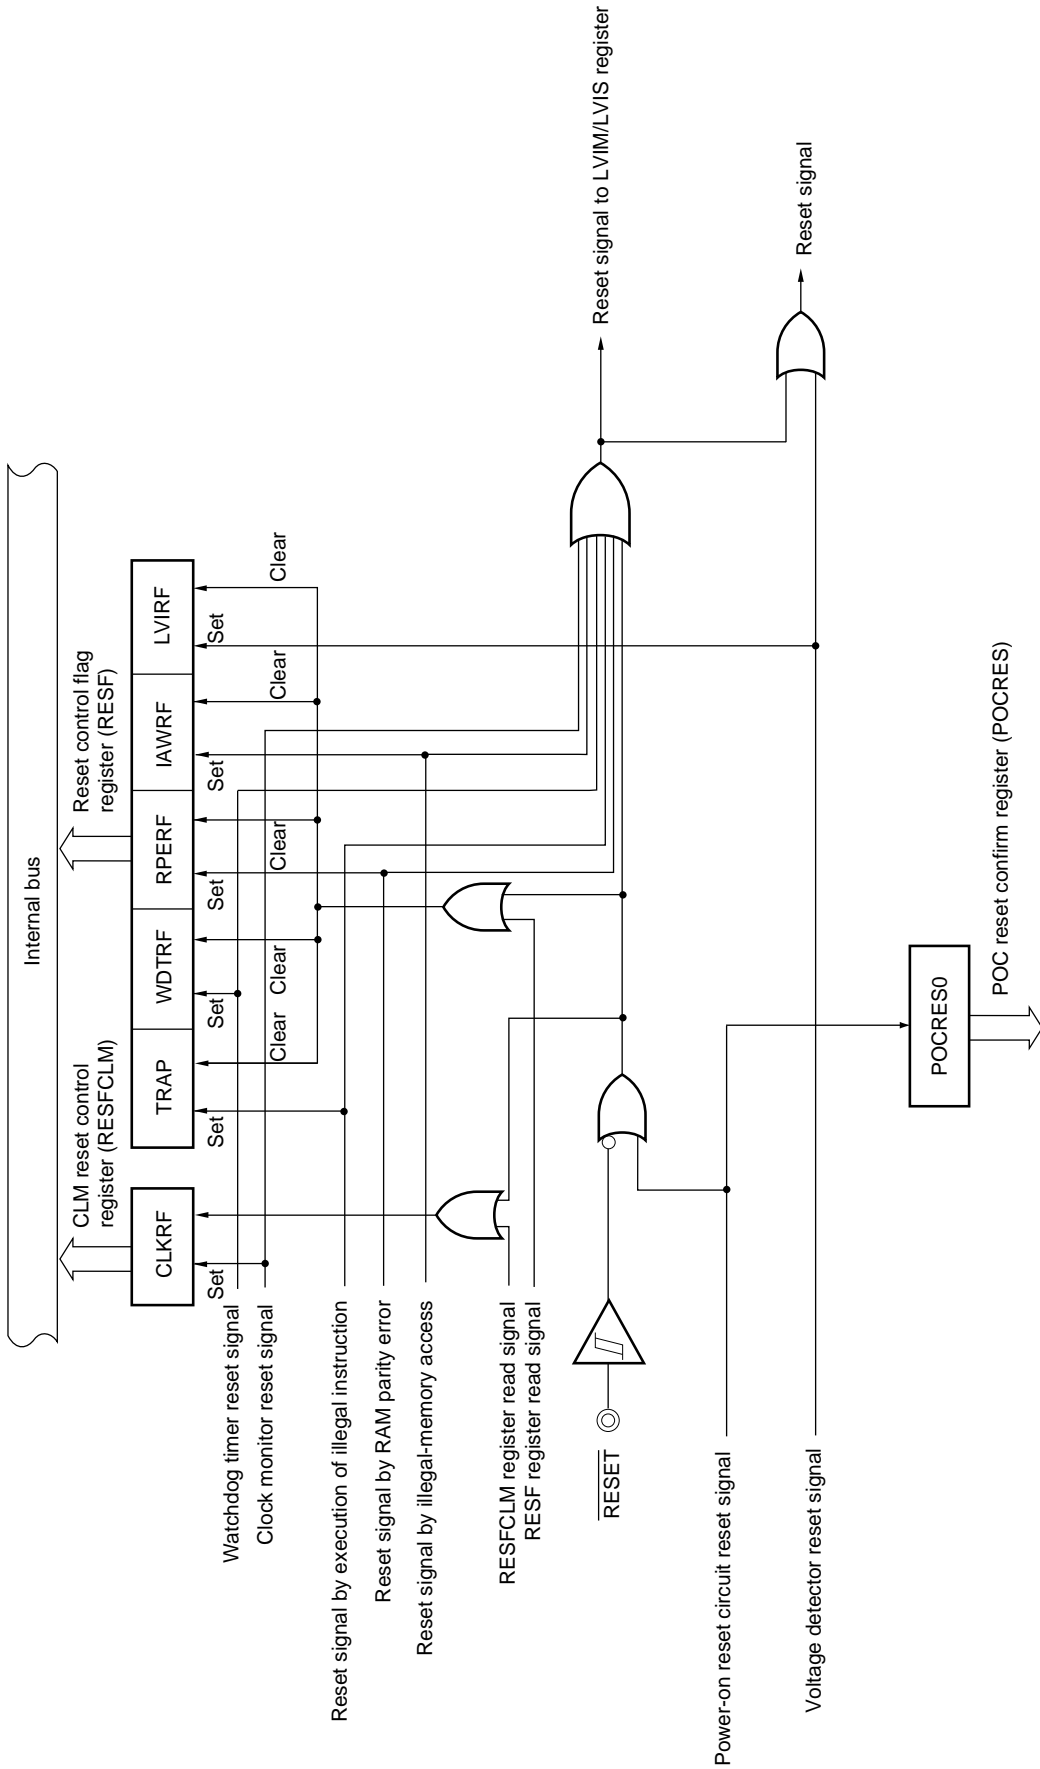 Internal bus
CLM reset control
register (RESFCLM)
Reset control flag
register (RESF)
CLKRF
TRAP
WDTRF
RPERF
IAWRF
LVIRF
Set
Set
Clear
Set
Clear
Set
Clear
Set
Clear
Set
Clear
Watchdog timer reset signal
Clock monitor reset signal
Reset signal by execution of illegal instruction
Reset signal by RAM parity error
Reset signal by illegal-memory access
RESFCLM register read signal
RESF register read signal
RESET
Reset signal to LVIM/LVIS register
Power-on reset circuit reset signal
Voltage detector reset signal
Reset signal
POCRES0
POC reset confirm register (POCRES)